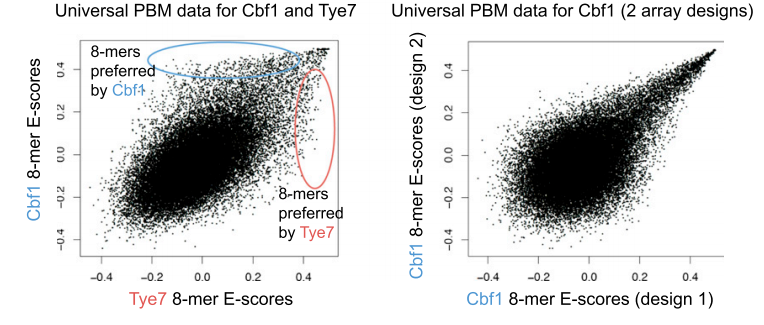 Universal PBM data for Cbf1 and Tye7
8-mers
preferred
by Cbf1
8-mers
preferred
by Tye7
Cbf1 8-mer E-scores
0.4
0.2
0.0
−0.2
−0.4
−0.4
−0.2
0.0
0.2
0.4
Tye7 8-mer E-scores
Universal PBM data for Cbf1 (2 array designs)
Cbf1 8-mer E-scores (design 2)
0.4
0.2
0.0
−0.2
−0.4
−0.4
−0.2
0.0
0.2
0.4
Cbf1 8-mer E-scores (design 1)